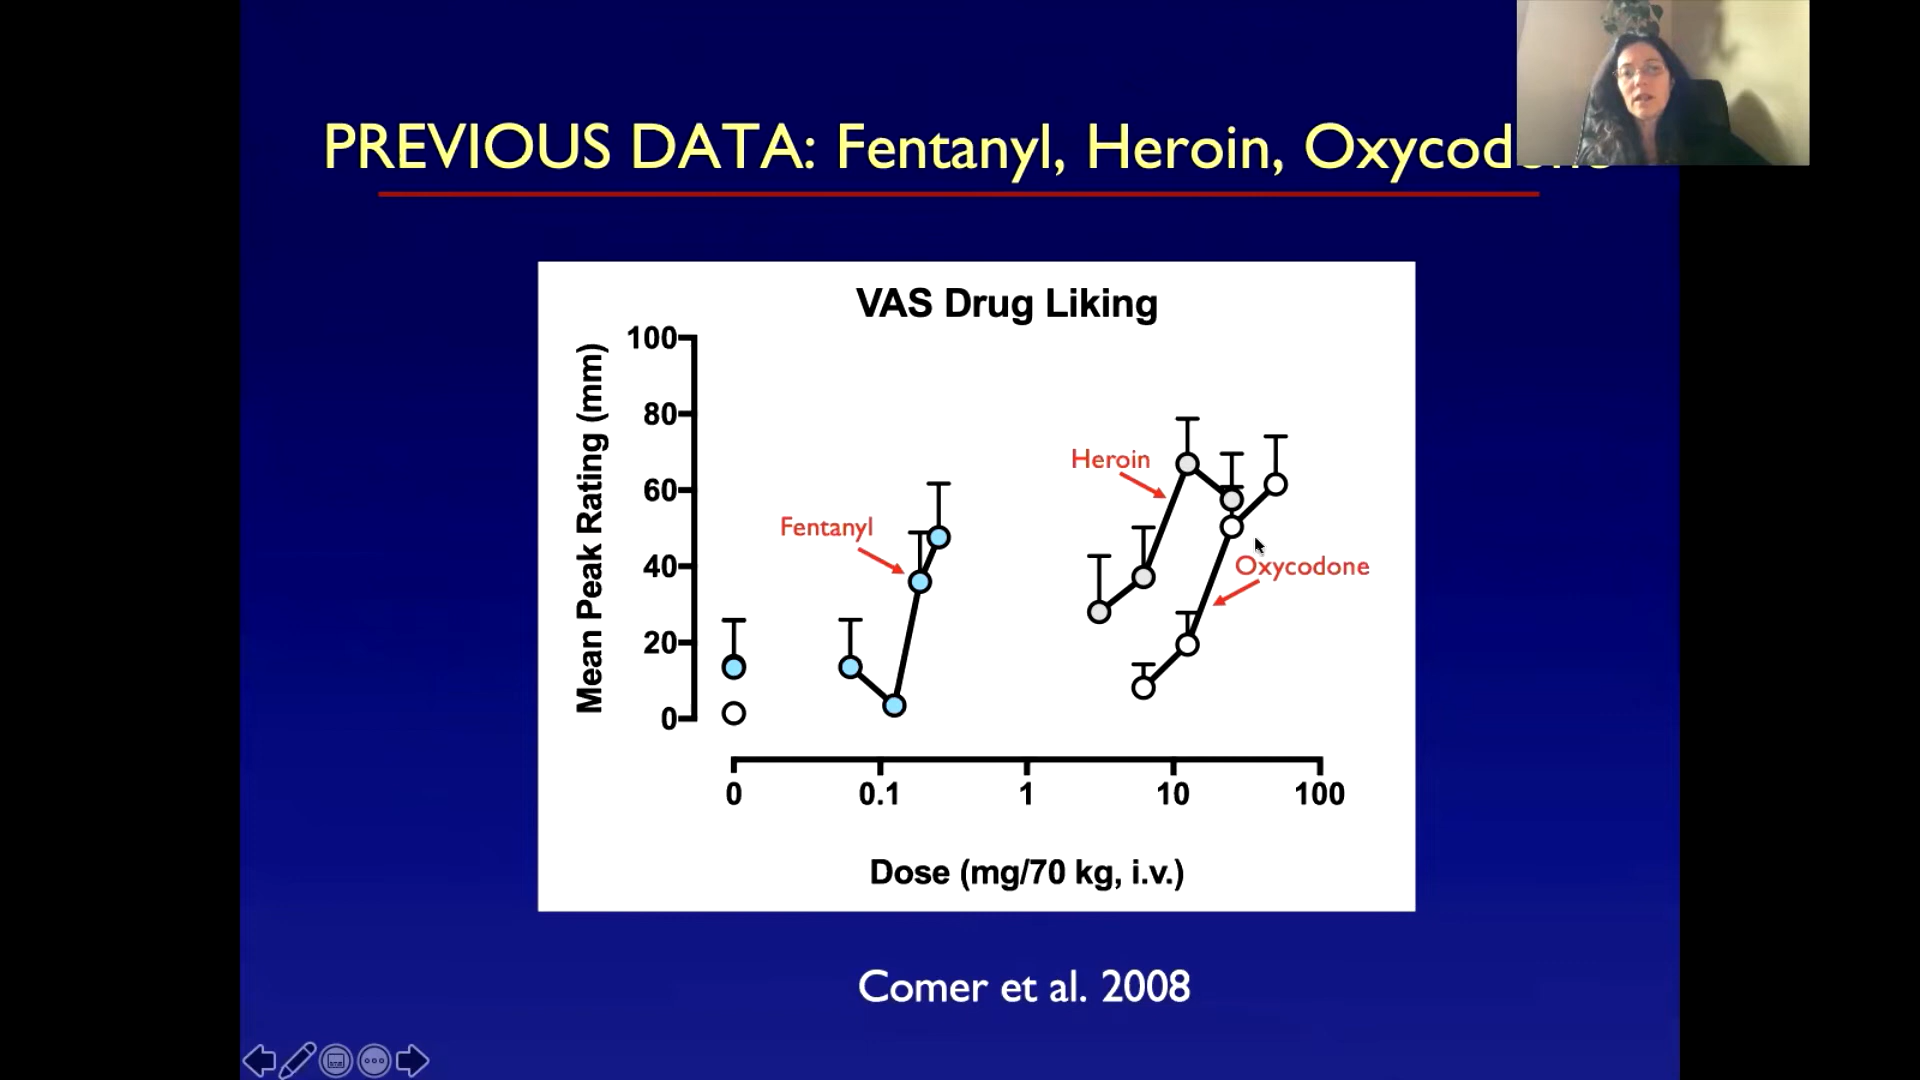 PREVIOUS DATA: Fentanyl, Heroin,
VAS Drug Liking
Mean Peak Rating (mm)
100
80
60
40
20
0
Fentanyl
Heroin
Oxycodone
0 0.1 1 10 100
Dose (mg/70 kg, i.v.)
Comer et al. 2008